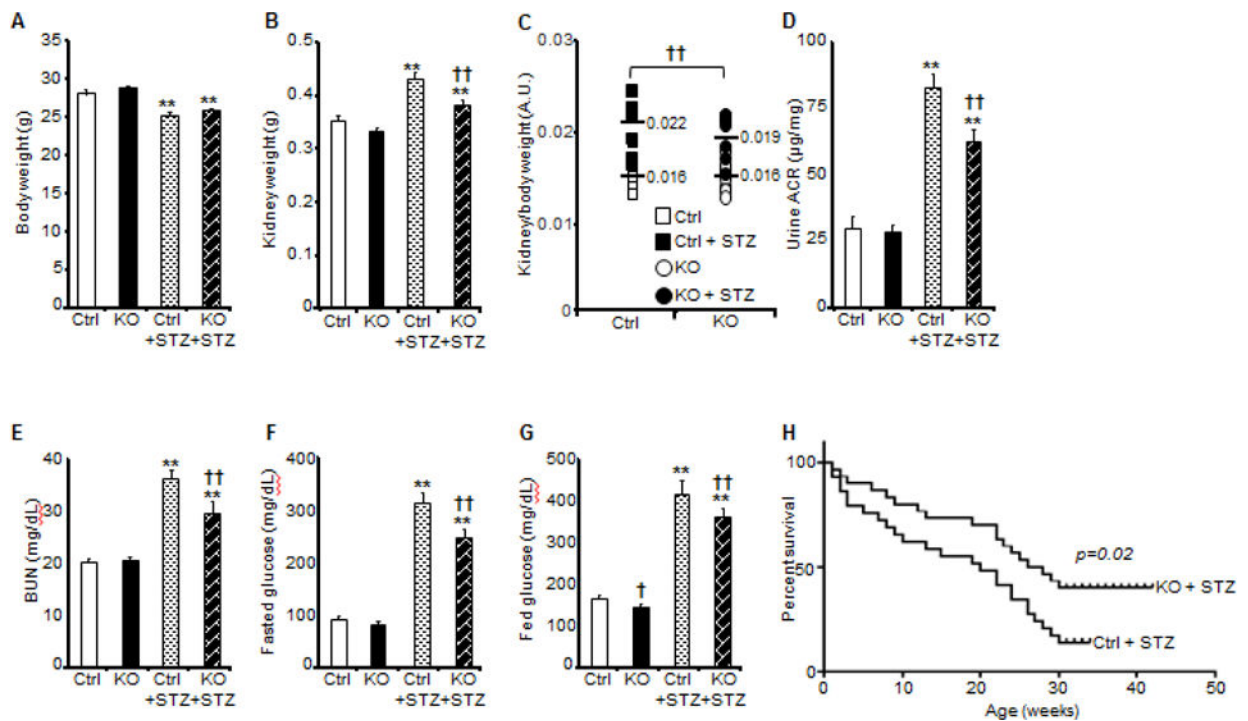 A
Body weight (g)
35
30
25
20
15
10
5
0
** **
Ctrl KO Ctrl KO
+STZ+STZ
B
Kidney weight (g)
0.5
0.4
0.3
0.2
0.1
0
**
††
**
Ctrl KO Ctrl KO
+STZ+STZ
C
Kidney/body weight (A.U.)
0.03
0.02
0.01
0
††
0.022
0.019
0.016
0.016
Ctrl
Ctrl + STZ
KO
KO + STZ
Ctrl KO
D
Urine ACR (µg/mg)
100
75
50
25
0
**
††
**
Ctrl KO Ctrl KO
+STZ+STZ
E
BUN (mg/dL)
40
30
20
10
0
**
††
**
Ctrl KO Ctrl KO
+STZ+STZ
F
Fasted glucose (mg/dL)
400
300
200
100
0
**
††
**
Ctrl KO Ctrl KO
+STZ+STZ
G
Fed glucose (mg/dL)
500
400
300
200
100
0
†
**
††
**
Ctrl KO Ctrl KO
+STZ+STZ
H
Percent survival
100
50
0
p=0.02
KO + STZ
Ctrl + STZ
0 10 20 30 40 50
Age (weeks)